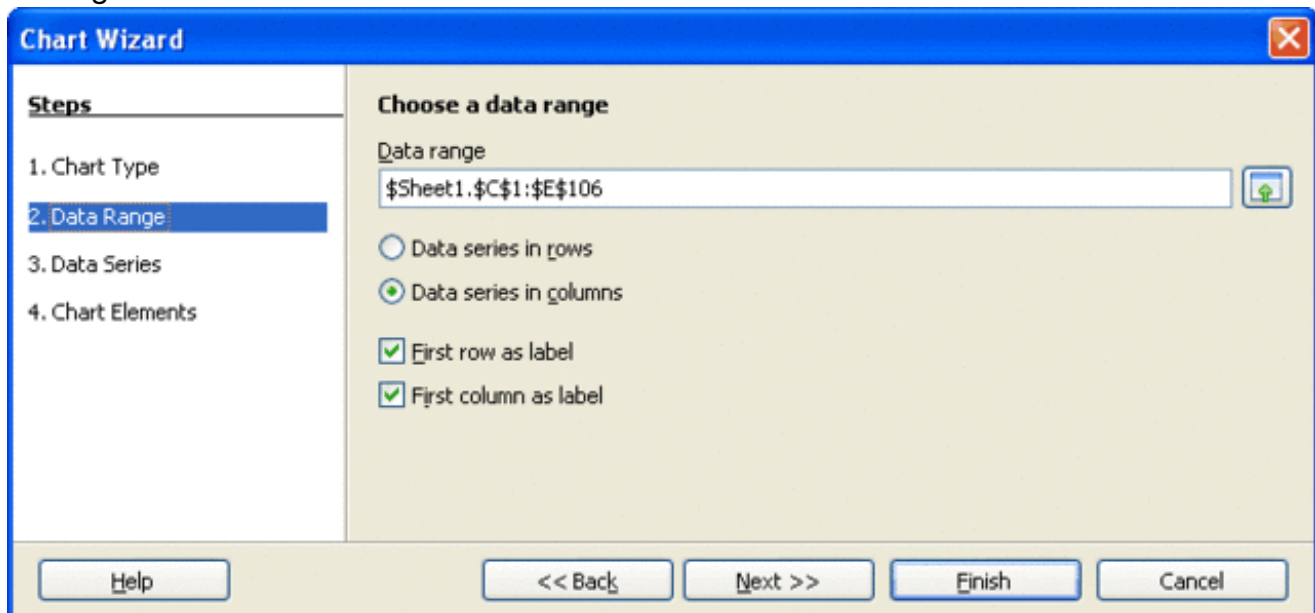 Chart Wizard
Steps
1. Chart Type
2. Data Range
3. Data Series
4. Chart Elements
Choose a data range
Data range
$Sheet1.$C$1:$E$106
Data series in rows
Data series in columns
First row as label
First column as label
Help
<< Back
Next >>
Finish
Cancel